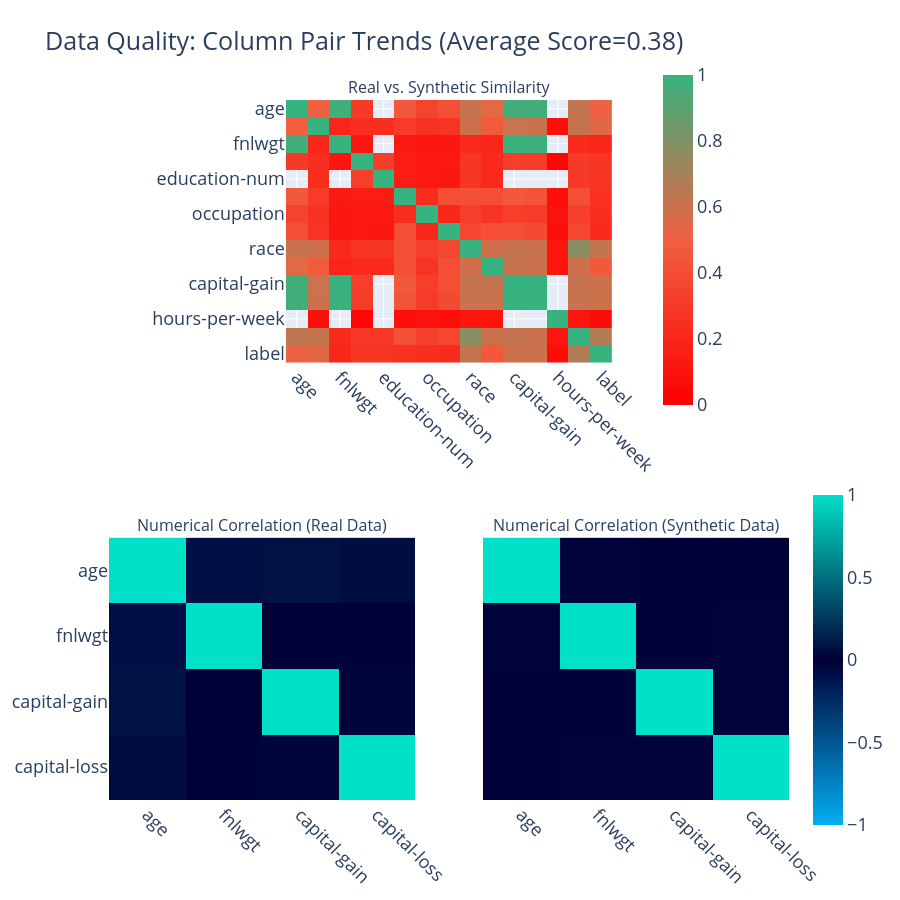 Data Quality: Column Pair Trends (Average Score=0.38)
Real vs. Synthetic Similarity
age
fnlwgt
education-num
occupation
race
capital-gain
hours-per-week
label
age
fnlwgt
education-num
occupation
race
capital-gain
hours-per-week
label
1
0.8
0.6
0.4
0.2
0
Numerical Correlation (Real Data)
age
fnlwgt
capital-gain
capital-loss
age
fnlwgt
capital-gain
capital-loss
Numerical Correlation (Synthetic Data)
age
fnlwgt
capital-gain
capital-loss
1
0.5
0
−0.5
−1